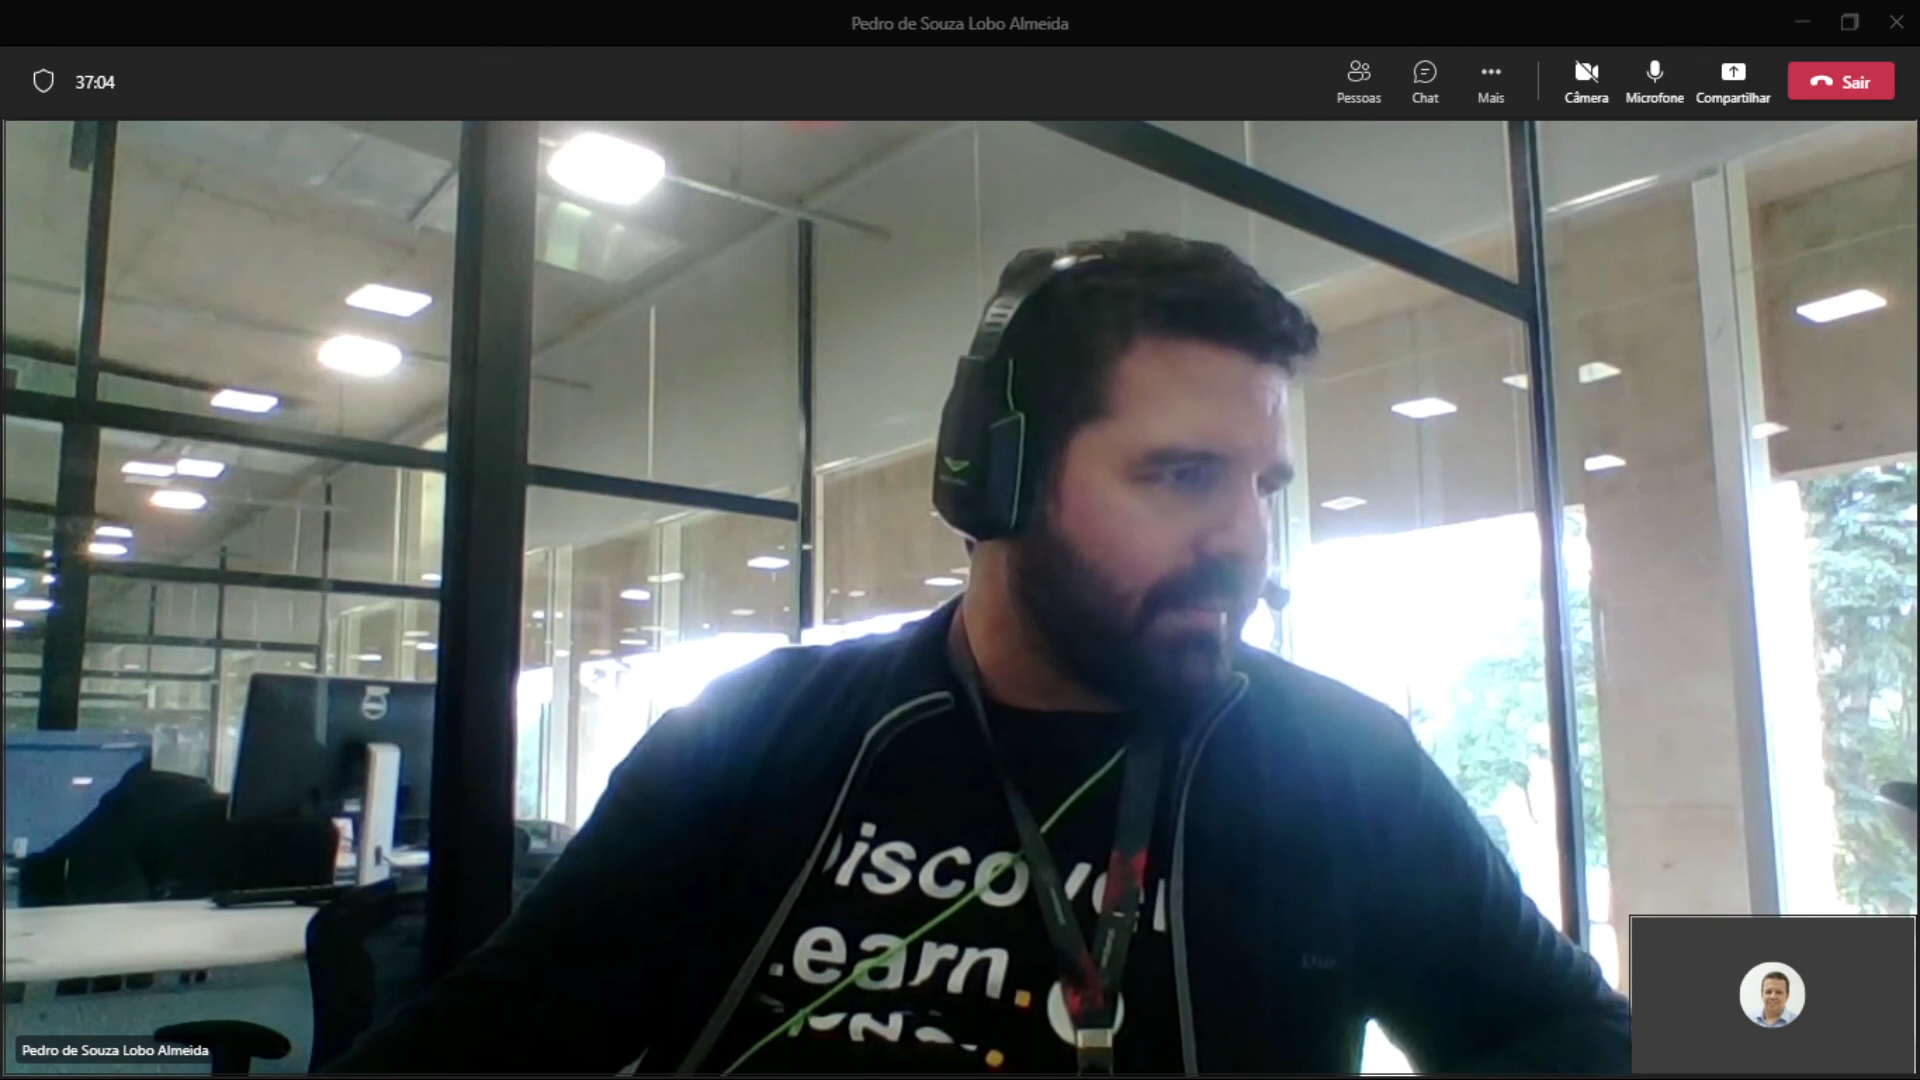 Pedro de Souza Lobo Almeida
37:04
Pessoas
Chat
Mais
Câmera
Microfone
Compartilhar
Sair
iscover
.earn.
Pedro de Souza Lobo Almeida